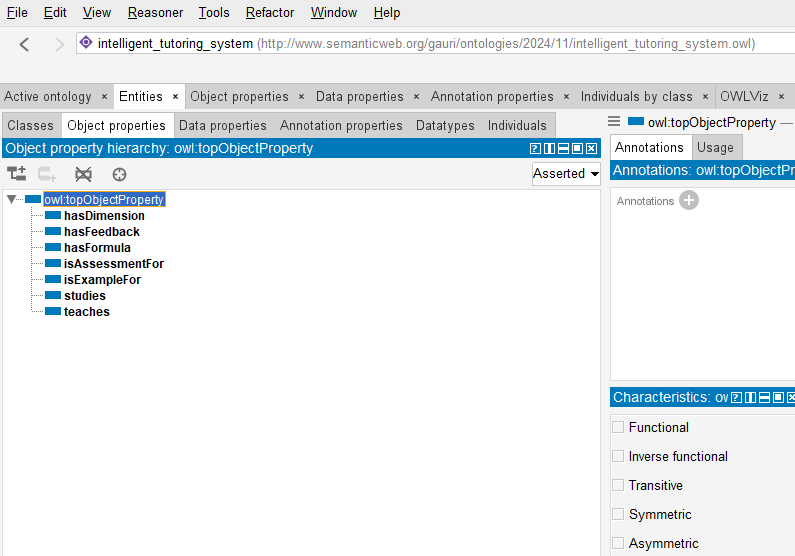 File Edit View Reasoner Tools Refactor Window Help
intelligent_tutoring_system (http://www.semanticweb.org/gauri/ontologies/2024/11/intelligent_tutoring_system.owl)
Active ontology × Entities × Object properties × Data properties × Annotation properties × Individuals by class × OWLViz ×
Classes Object properties Data properties Annotation properties Datatypes Individuals
Object property hierarchy: owl:topObjectProperty
Asserted
owl:topObjectProperty
hasDimension
hasFeedback
hasFormula
isAssessmentFor
isExampleFor
studies
teaches
owl:topObjectProperty —
Annotations Usage
Annotations: owl:topObjectPr
Annotations
Characteristics: ow
Functional
Inverse functional
Transitive
Symmetric
Asymmetric